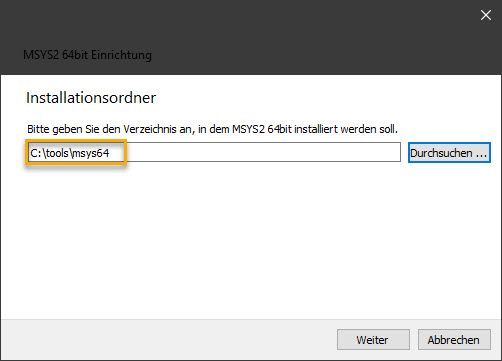 MSYS2 64bit Einrichtung
Installationsordner
Bitte geben Sie den Verzeichnis an, in dem MSYS2 64bit installiert werden soll.
C:\tools\msys64 Durchsuchen ...
Weiter Abbrechen